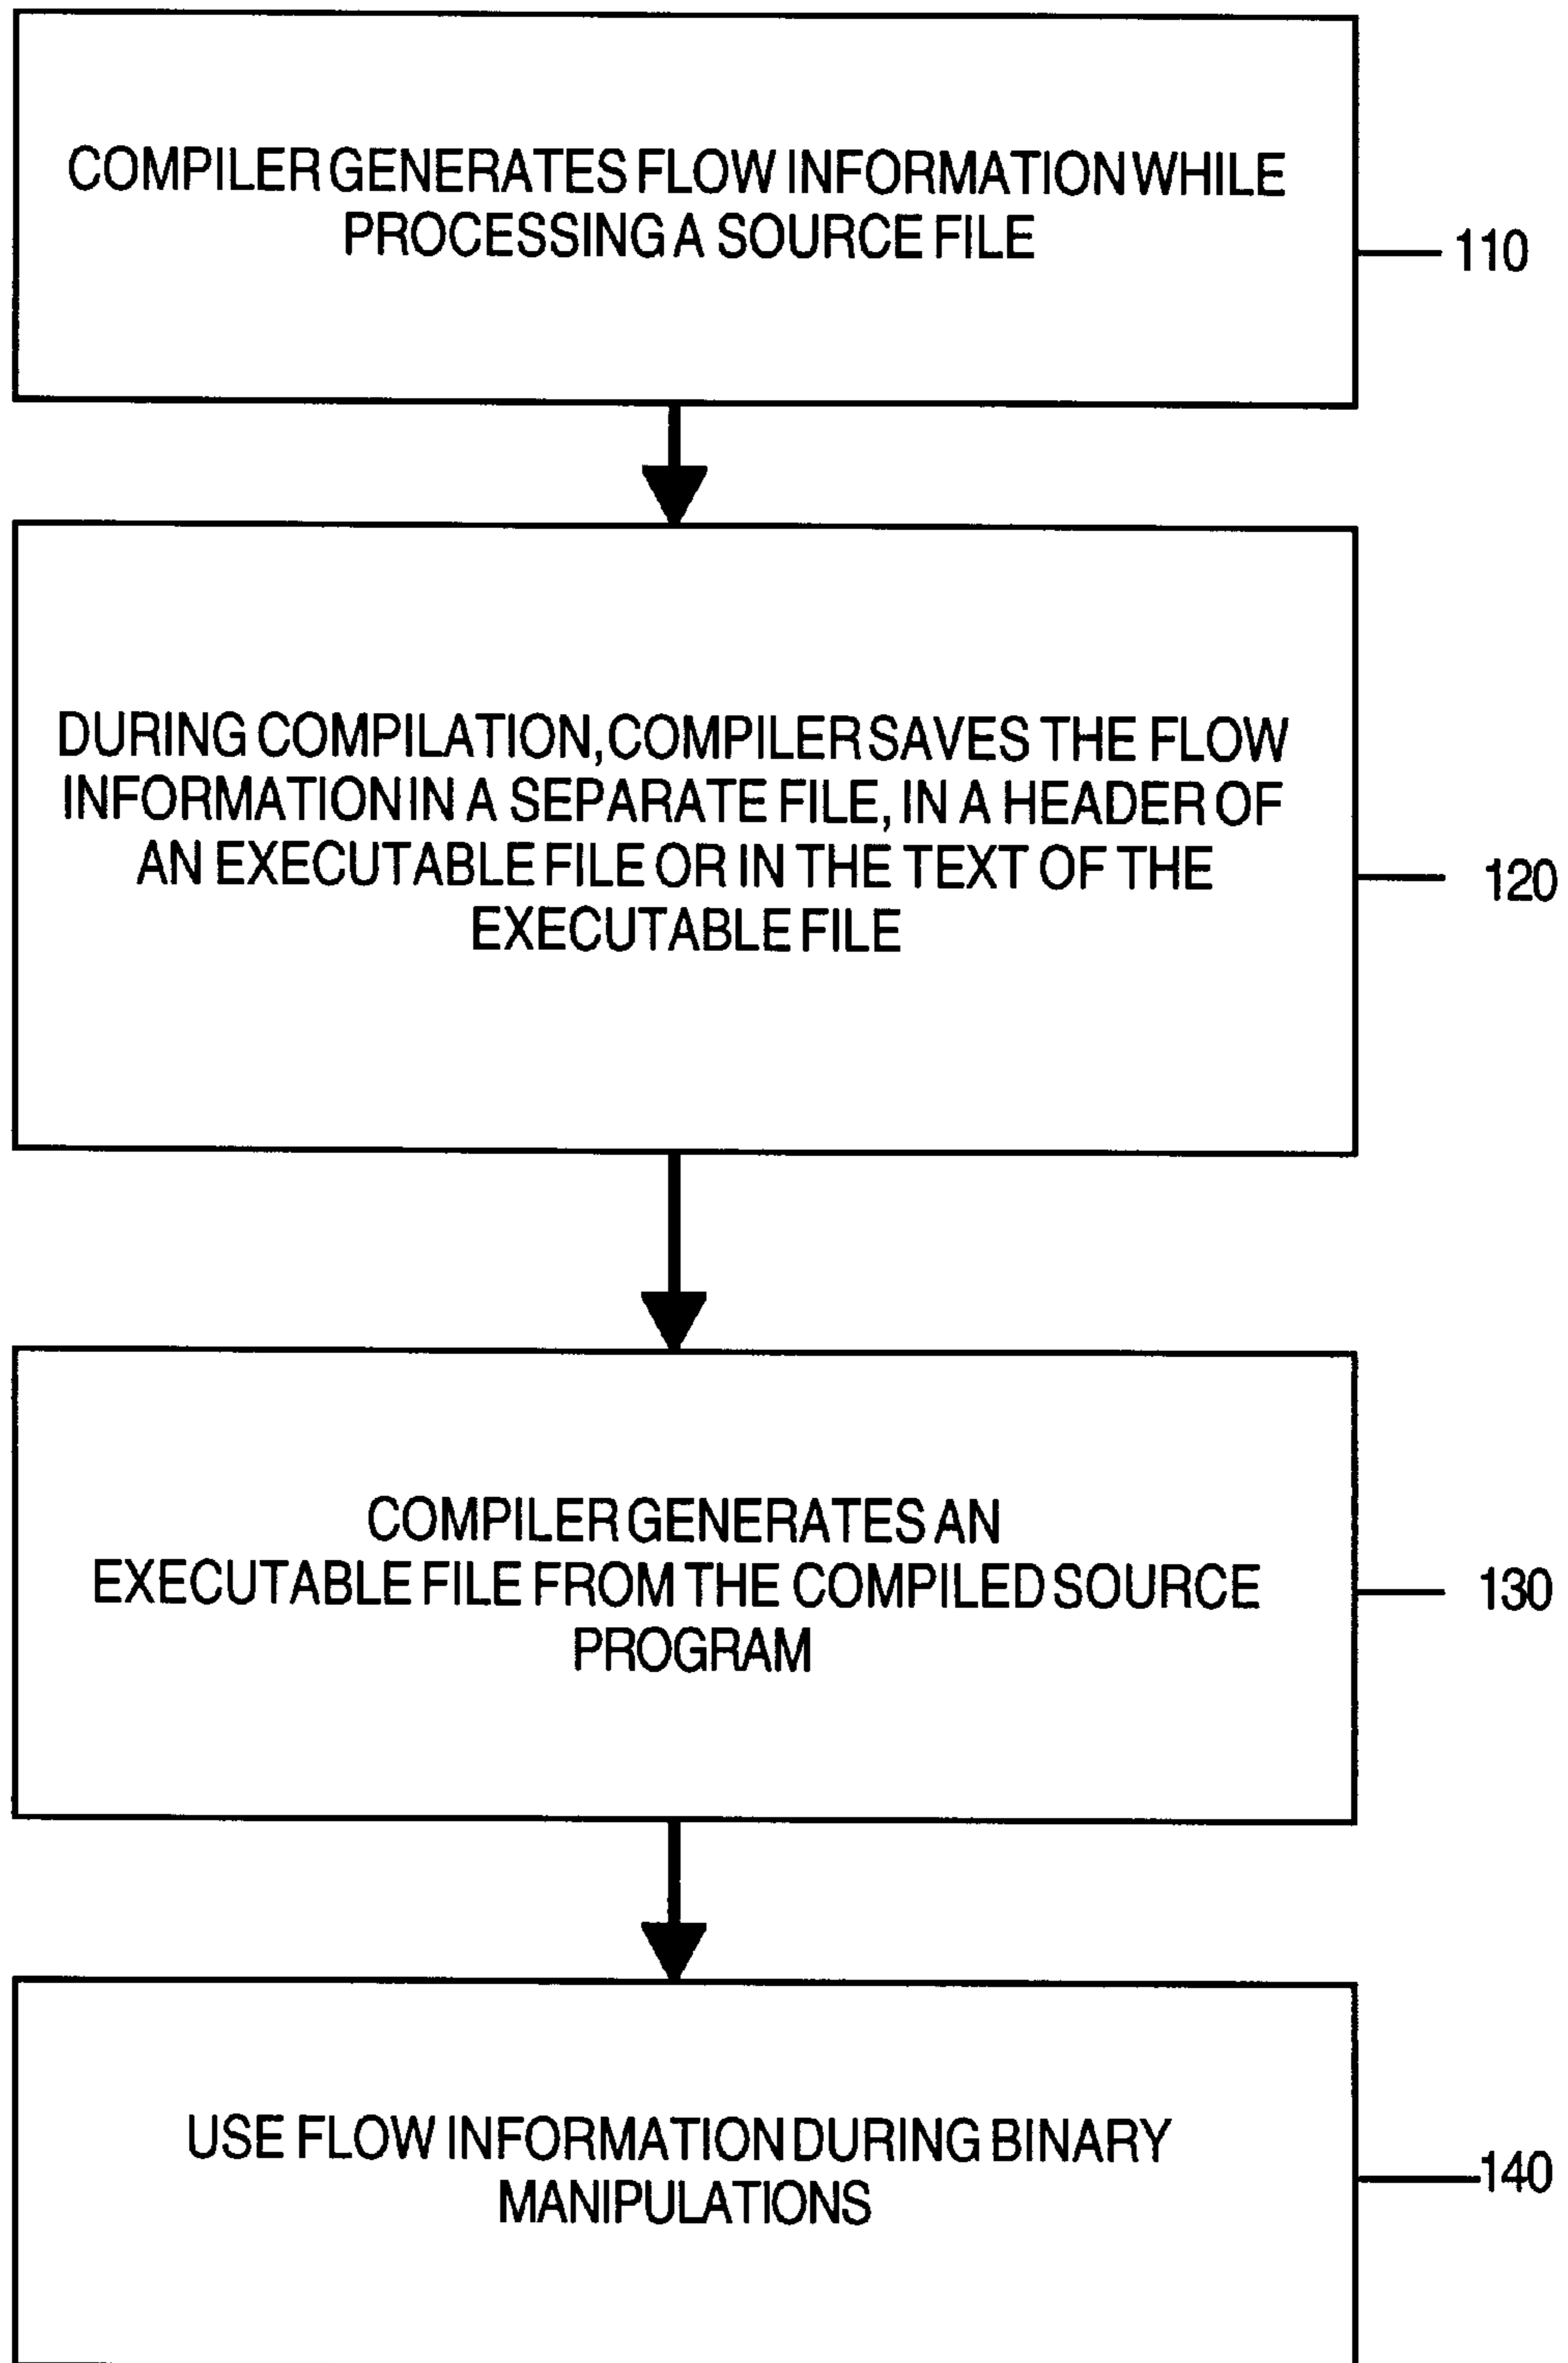 COMPILER GENERATES FLOW INFORMATION WHILE
PROCESSING A SOURCE FILE
110
DURING COMPILATION, COMPILER SAVES THE FLOW
INFORMATION IN A SEPARATE FILE, IN A HEADER OF
AN EXECUTABLE FILE OR IN THE TEXT OF THE
EXECUTABLE FILE
120
COMPILER GENERATES AN
EXECUTABLE FILE FROM THE COMPILED SOURCE
PROGRAM
130
USE FLOW INFORMATION DURING BINARY
MANIPULATIONS
140